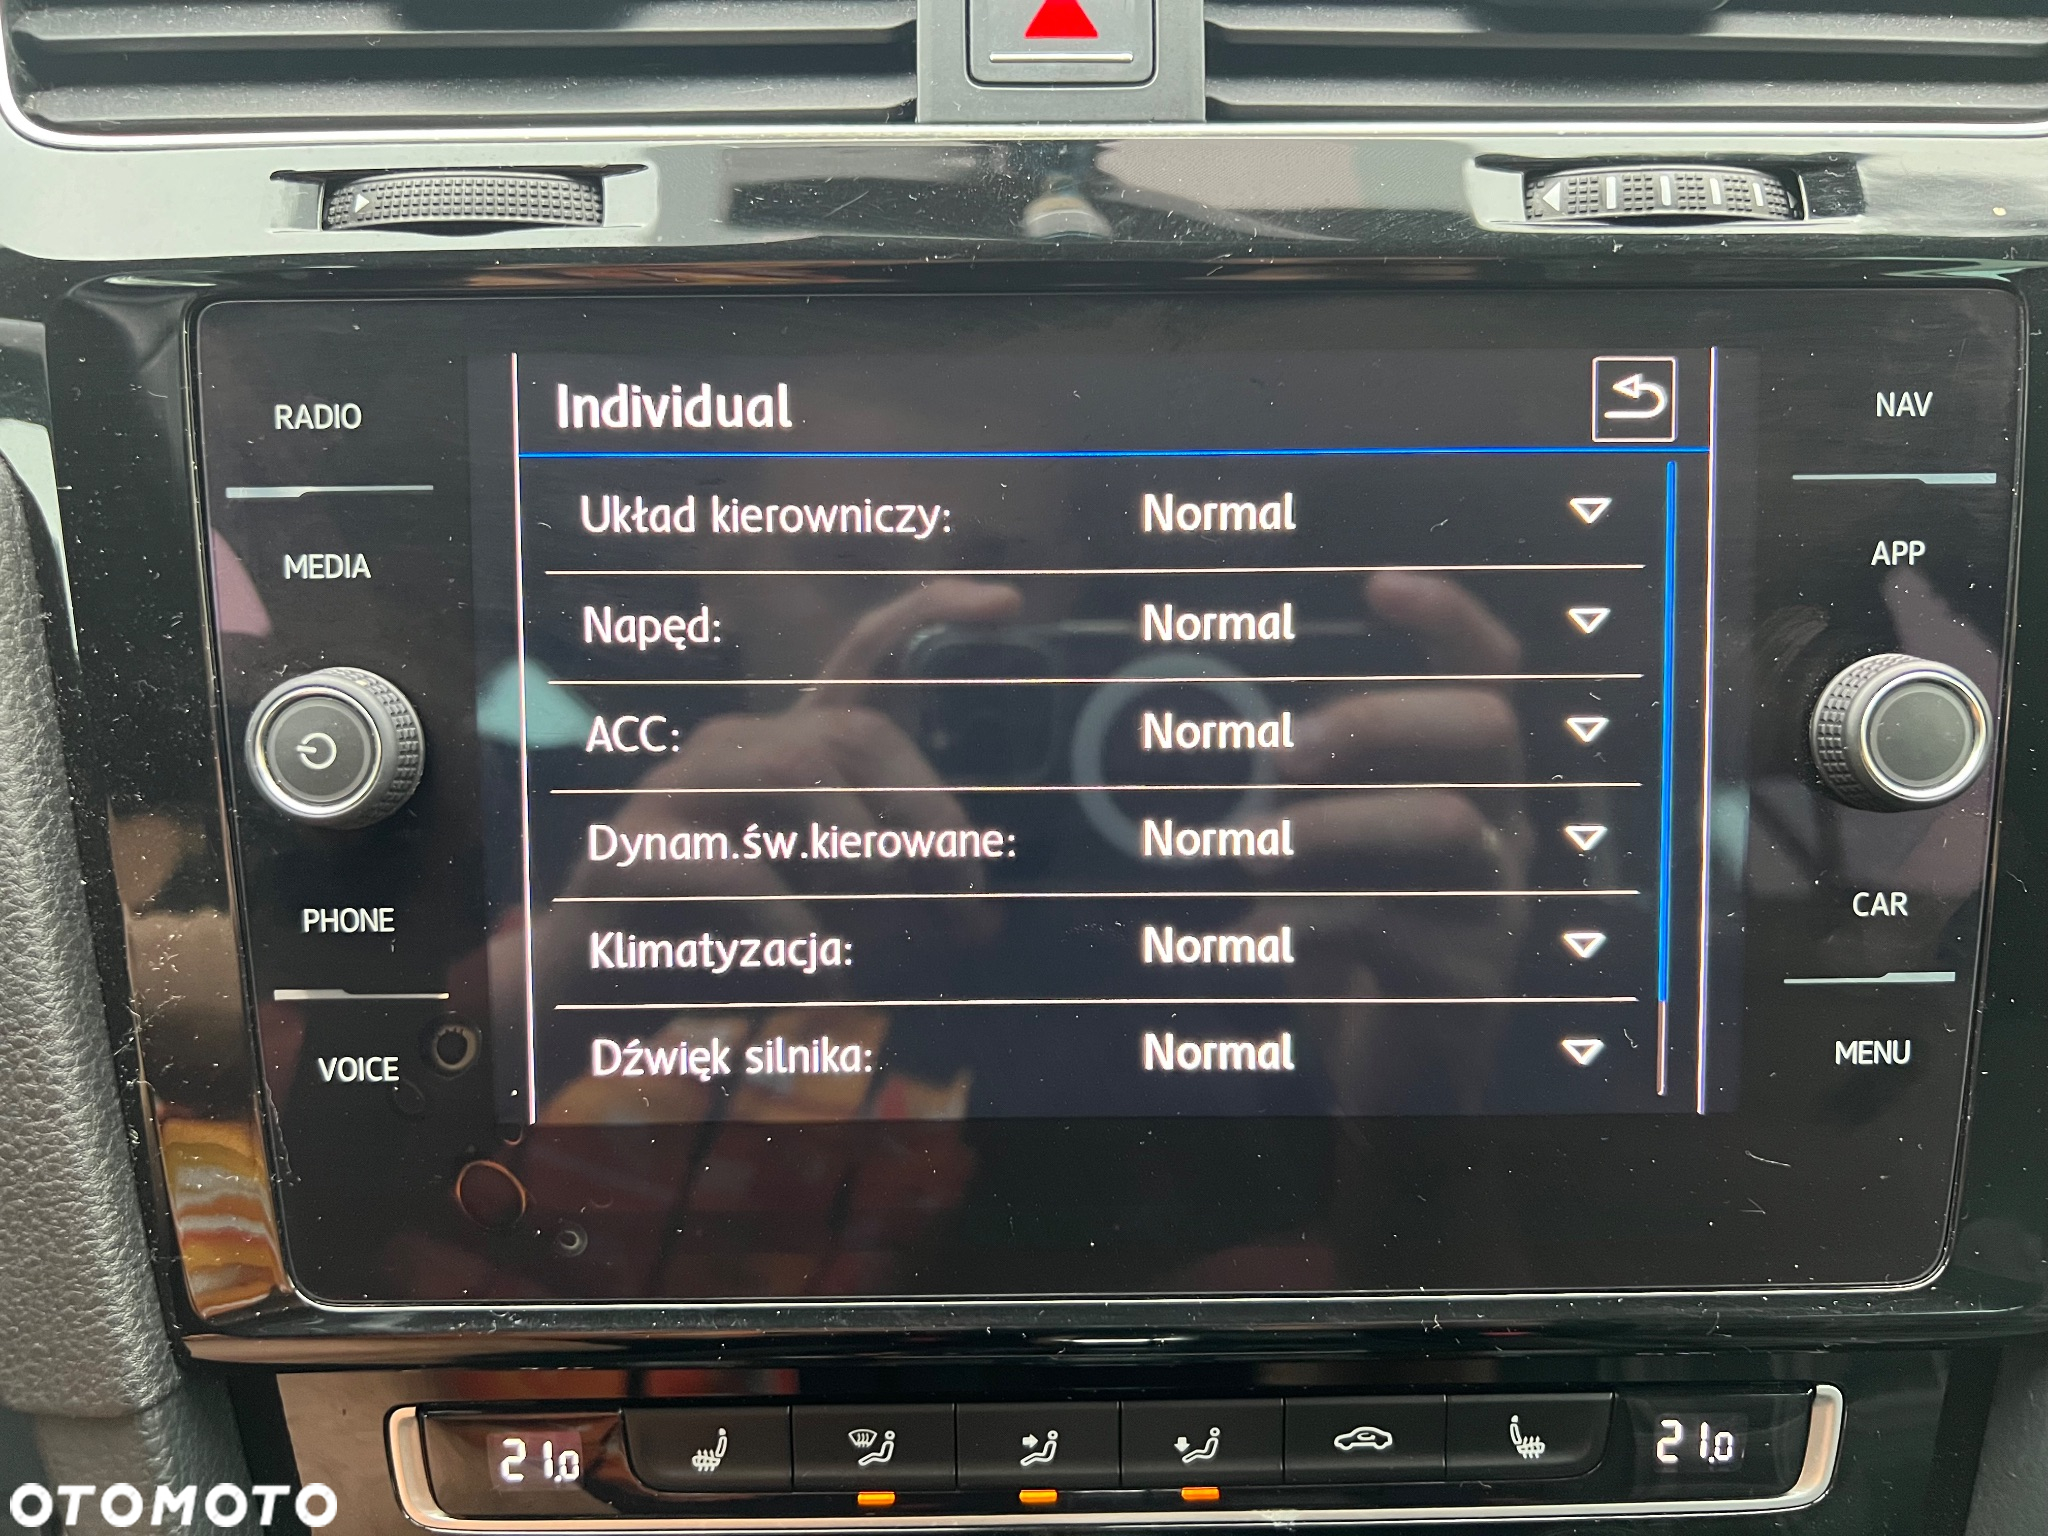 RADIO
MEDIA
PHONE
VOICE
Individual
Układ kierowniczy: Normal
Napęd: Normal
ACC: Normal
Dynam.św.kierowane: Normal
Klimatyzacja: Normal
Dźwięk silnika: Normal
NAV
APP
CAR
MENU
21.0
21.0
OTOMOTO